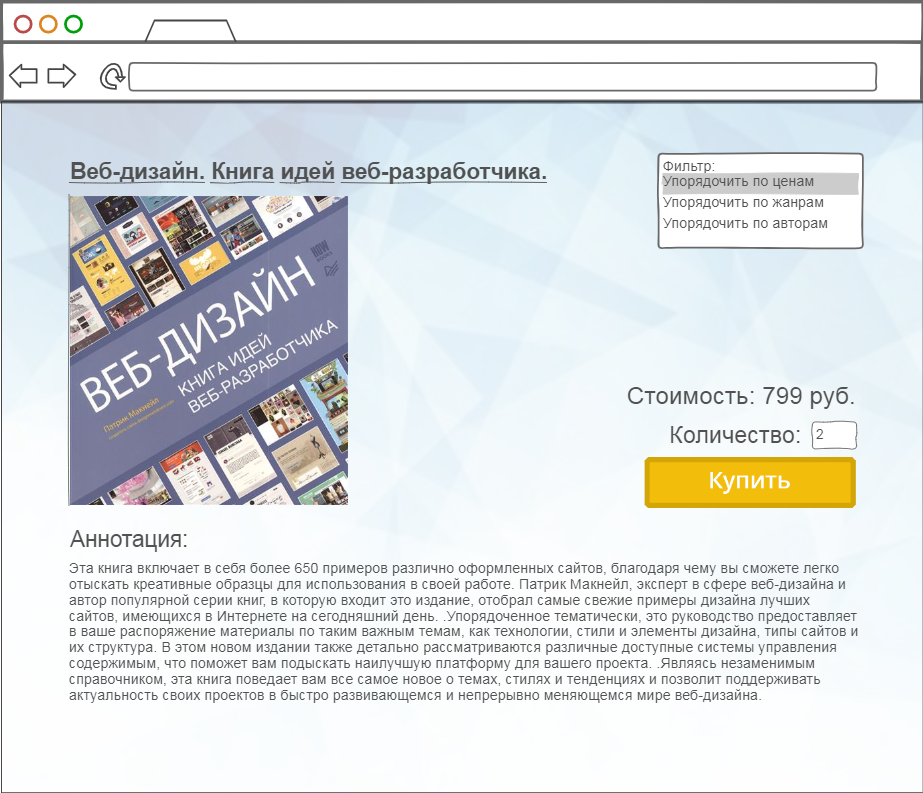 Веб-дизайн. Книга идей веб-разработчика.
Фильтр:
Упорядочить по ценам
Упорядочить по жанрам
Упорядочить по авторам
ВЕБ-ДИЗАЙН
КНИГА ИДЕЙ
ВЕБ-РАЗРАБОТЧИКА
Патрик Макнейл
Стоимость: 799 руб.
Количество: 2
Купить
Аннотация:
Эта книга включает в себя более 650 примеров различно оформленных сайтов, благодаря чему вы сможете легко
отыскать креативные образцы для использования в своей работе. Патрик Макнейл, эксперт в сфере веб-дизайна и
автор популярной серии книг, в которую входит это издание, отобрал самые свежие примеры дизайна лучших
сайтов, имеющихся в Интернете на сегодняшний день. .Упорядоченное тематически, это руководство предоставляет
в ваше распоряжение материалы по таким важным темам, как технологии, стили и элементы дизайна, типы сайтов и
их структура. В этом новом издании также детально рассматриваются различные доступные системы управления
содержимым, что поможет вам подыскать наилучшую платформу для вашего проекта. .Являясь незаменимым
справочником, эта книга поведает вам все самое новое о темах, стилях и тенденциях и позволит поддерживать
актуальность своих проектов в быстро развивающемся и непрерывно меняющемся мире веб-дизайна.